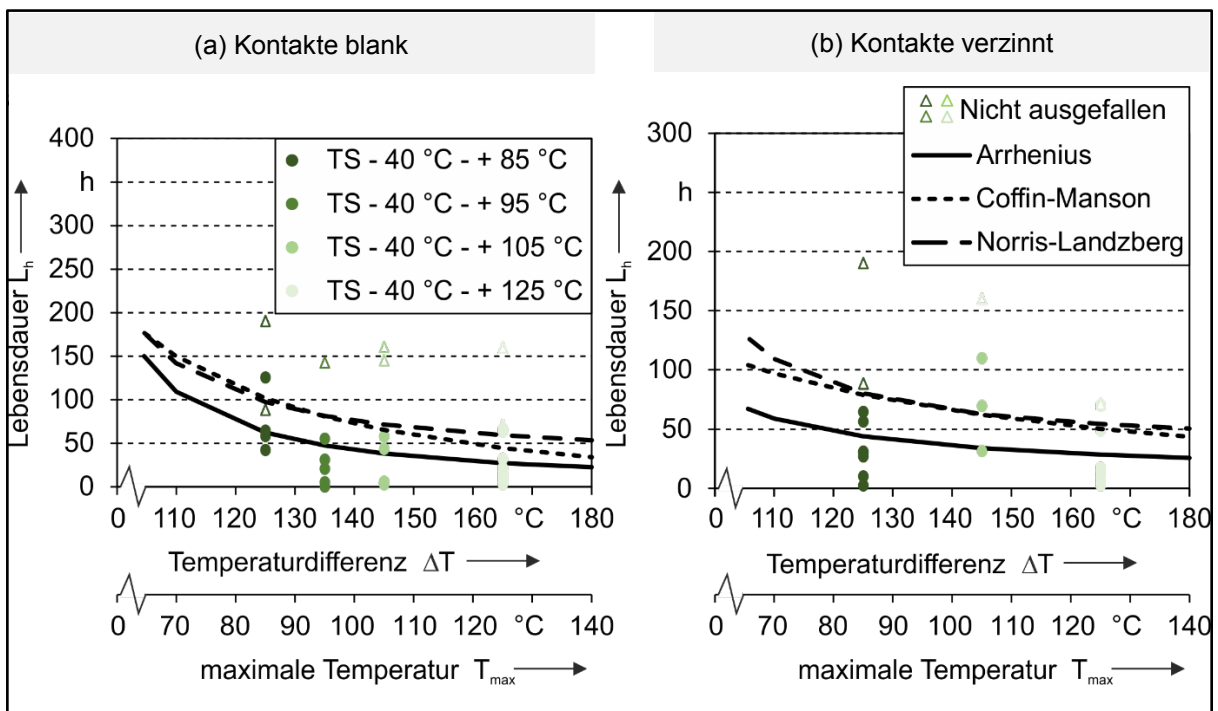 (a) Kontakte blank
(b) Kontakte verzinnt
Lebensdauer Lh
400
h
300
250
200
150
100
50
0
TS - 40 °C - + 85 °C
TS - 40 °C - + 95 °C
TS - 40 °C - + 105 °C
TS - 40 °C - + 125 °C
0 110 120 130 140 150 160 °C 180
Temperaturdifferenz ΔT
0 70 80 90 100 110 120 °C 140
maximale Temperatur Tmax
Lebensdauer Lh
300
h
200
150
100
50
0
Nicht ausgefallen
Arrhenius
Coffin-Manson
Norris-Landzberg
0 110 120 130 140 150 160 °C 180
Temperaturdifferenz ΔT
0 70 80 90 100 110 120 °C 140
maximale Temperatur Tmax